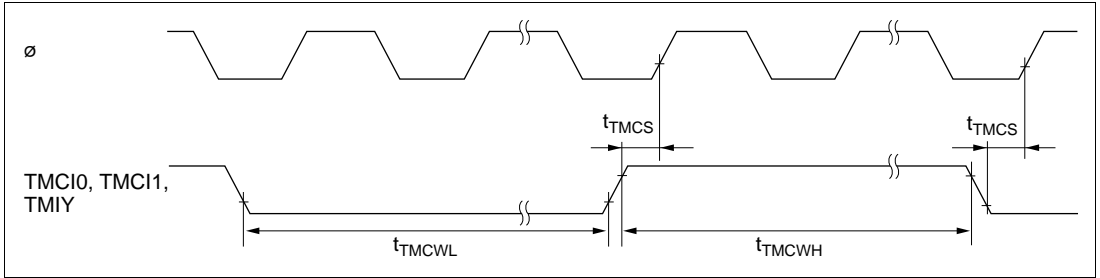 ø
tTMCS
tTMCS
TMCI0, TMCI1,
TMIY
tTMCWL
tTMCWH